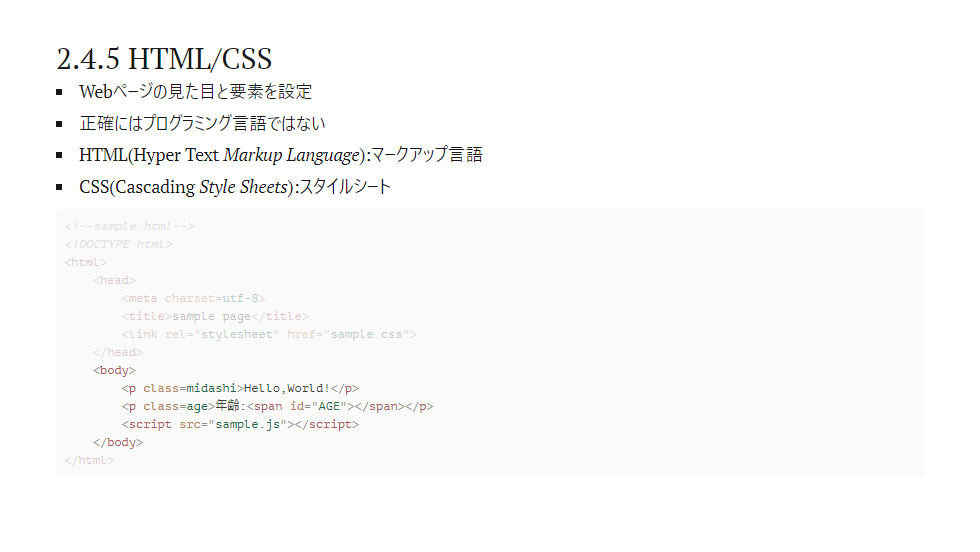 2.4.5 HTML/CSS
Webページの見た目と要素を設定
正確にはプログラミング言語ではない
HTML(Hyper Text Markup Language):マークアップ言語
CSS(Cascading Style Sheets):スタイルシート
<!--sample.html-->
<!DOCTYPE html>
<html>
    <head>
        <meta charset=utf-8>
        <title>sample page</title>
        <link rel="stylesheet" href="sample.css">
    </head>
    <body>
        <p class=midashi>Hello,World!</p>
        <p class=age>年齢:<span id="AGE"></span></p>
        <script src="sample.js"></script>
    </body>
</html>